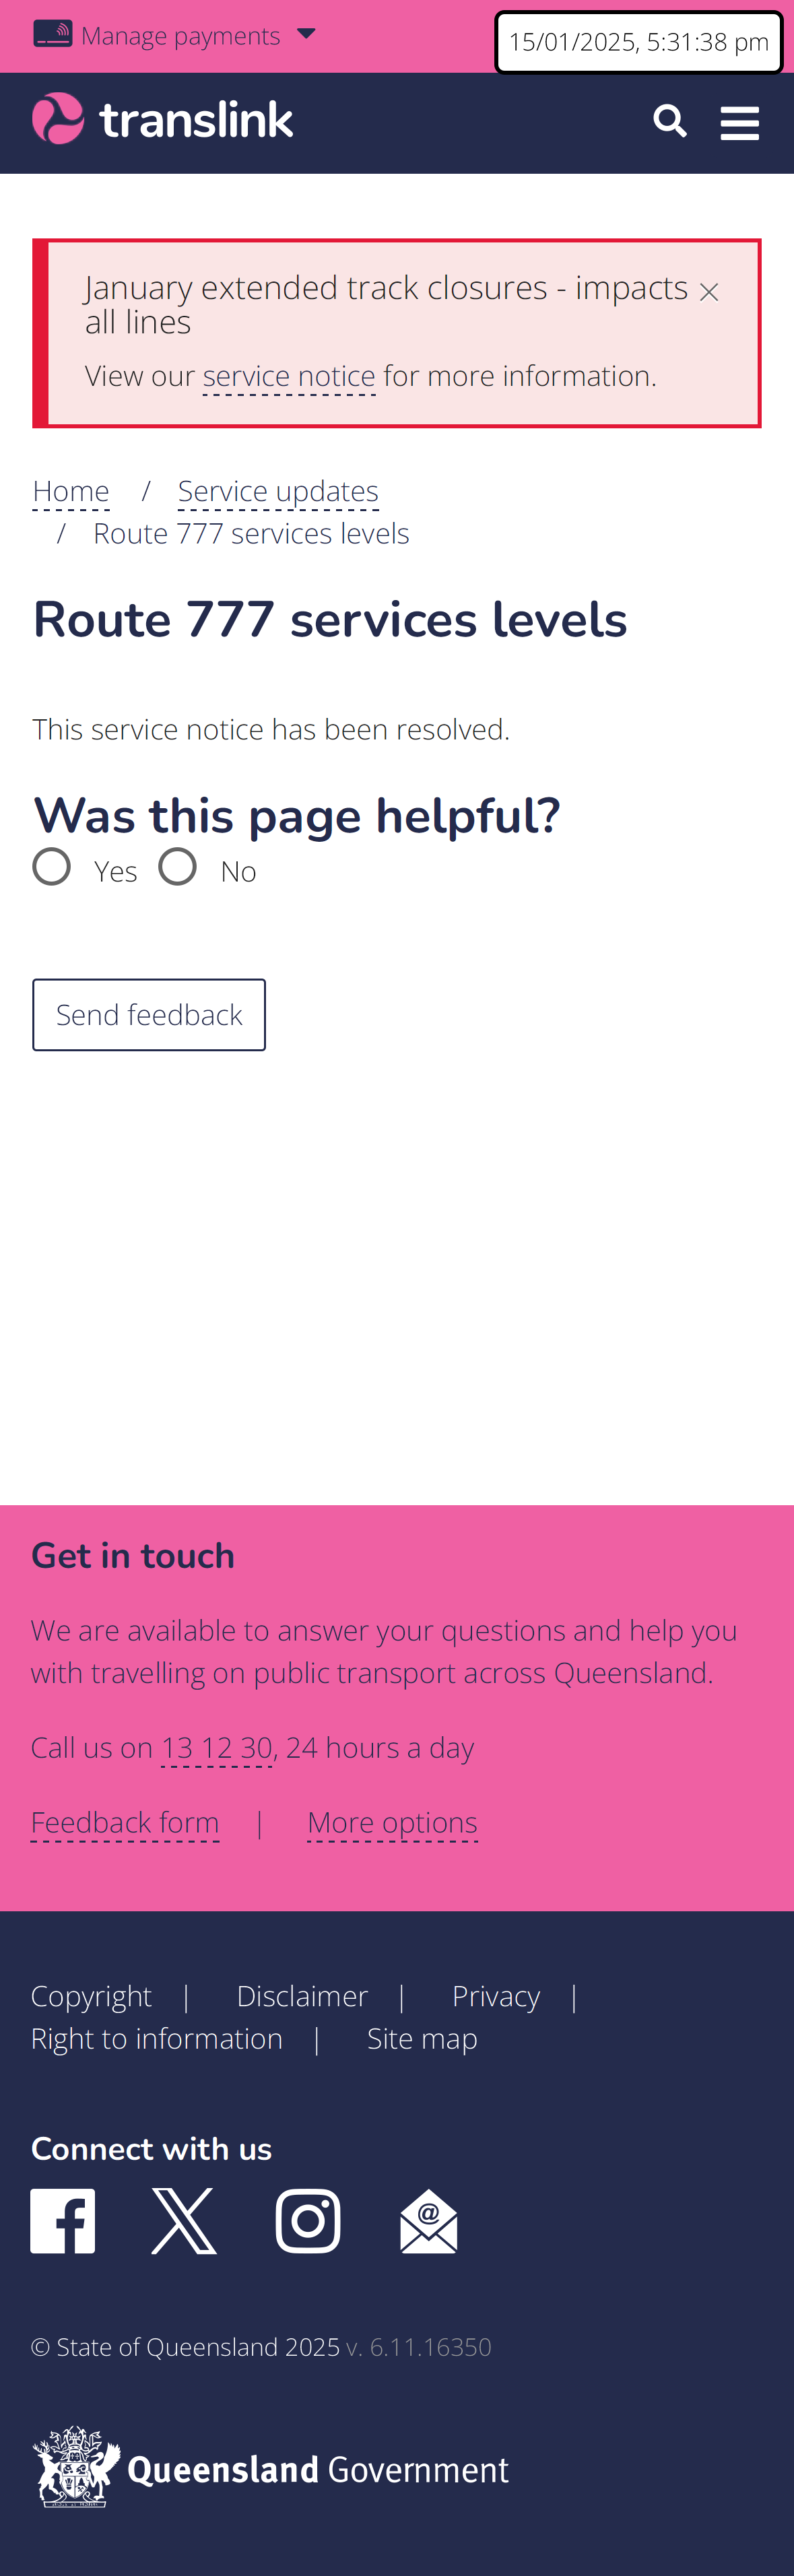 Manage payments
15/01/2025, 5:31:38 pm
translink
January extended track closures - impacts
all lines
View our service notice for more information.
Home / Service updates
/ Route 777 services levels
Route 777 services levels
This service notice has been resolved.
Was this page helpful?
Yes No
Send feedback
Get in touch
We are available to answer your questions and help you
with travelling on public transport across Queensland.
Call us on 13 12 30, 24 hours a day
Feedback form | More options
Copyright | Disclaimer | Privacy |
Right to information | Site map
Connect with us
© State of Queensland 2025 v. 6.11.16350
Queensland Government